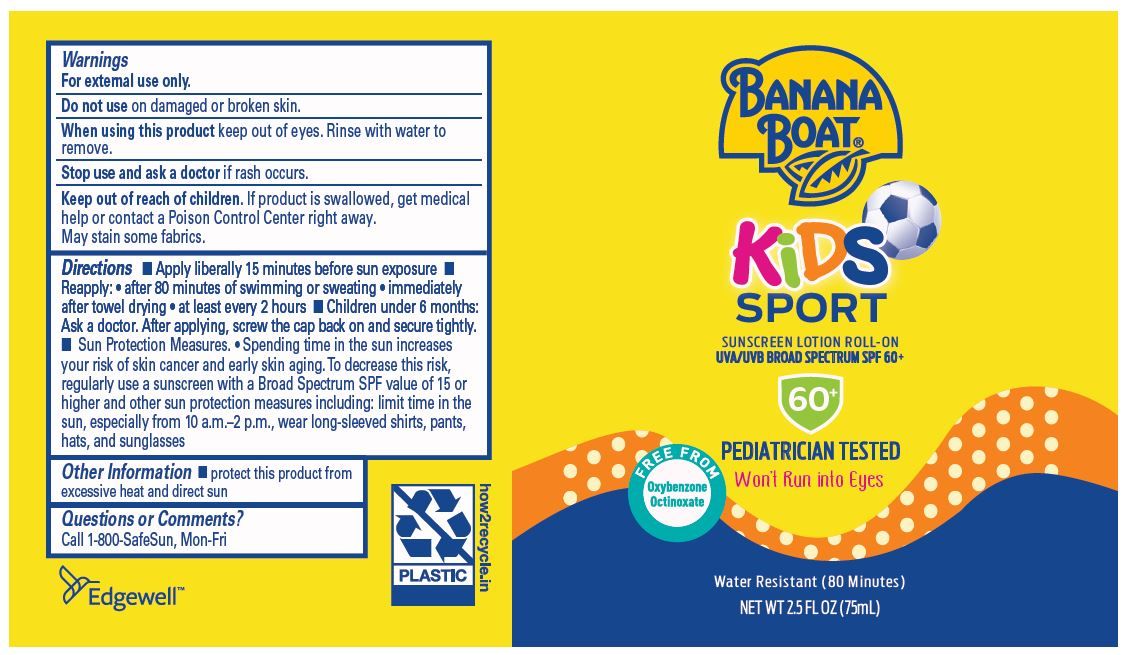 Warnings
For external use only.
Do not use on damaged or broken skin.
When using this product keep out of eyes. Rinse with water to
remove.
Stop use and ask a doctor if rash occurs.
Keep out of reach of children. If product is swallowed, get medical
help or contact a Poison Control Center right away.
May stain some fabrics.
Directions ■ Apply liberally 15 minutes before sun exposure ■
Reapply: • after 80 minutes of swimming or sweating • immediately
after towel drying • at least every 2 hours ■ Children under 6 months:
Ask a doctor. After applying, screw the cap back on and secure tightly.
■ Sun Protection Measures. • Spending time in the sun increases
your risk of skin cancer and early skin aging. To decrease this risk,
regularly use a sunscreen with a Broad Spectrum SPF value of 15 or
higher and other sun protection measures including: limit time in the
sun, especially from 10 a.m.–2 p.m., wear long-sleeved shirts, pants,
hats, and sunglasses
Other Information ■ protect this product from
excessive heat and direct sun
Questions or Comments?
Call 1-800-SafeSun, Mon-Fri
Edgewell™
PLASTIC
how2recycle.in
BANANA
BOAT®
KiDS
SPORT
SUNSCREEN LOTION ROLL-ON
UVA/UVB BROAD SPECTRUM SPF 60+
60+
PEDIATRICIAN TESTED
Won't Run into Eyes
FREE FROM
Oxybenzone
Octinoxate
Water Resistant (80 Minutes)
NET WT 2.5 FL OZ (75mL)